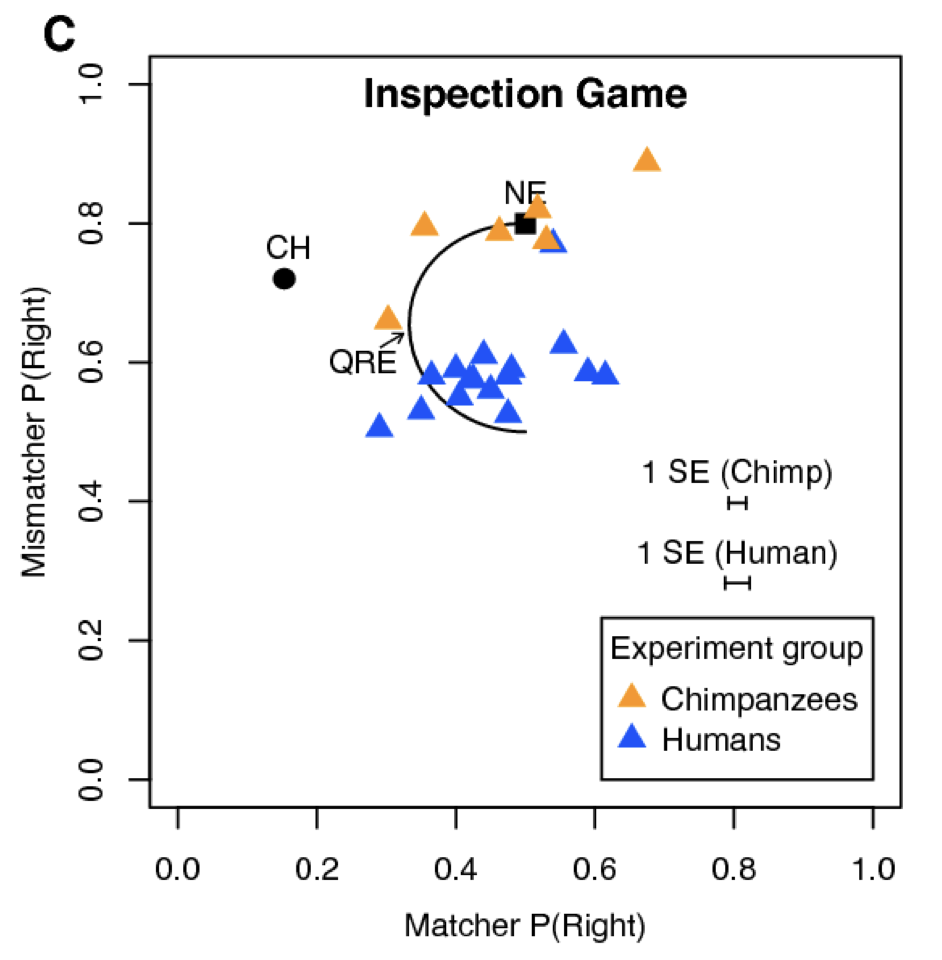 C
Inspection Game
1.0
0.8
0.6
0.4
0.2
0.0
Mismatcher P(Right)
NE
CH
QRE
1 SE (Chimp)
1 SE (Human)
Experiment group
Chimpanzees
Humans
0.0 0.2 0.4 0.6 0.8 1.0
Matcher P(Right)